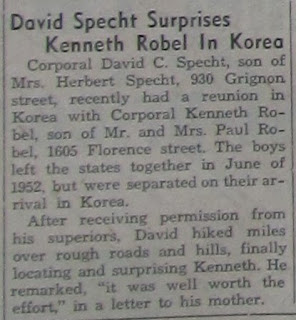 David Specht Surprises
Kenneth Robel In Korea
Corporal David C. Specht, son of
Mrs. Herbert Specht, 930 Grignon
street, recently had a reunion in
Korea with Corporal Kenneth Ro-
bel, son of Mr. and Mrs. Paul Ro-
bel, 1605 Florence street. The boys
left the states together in June of
1952, but were separated on their ar-
rival in Korea.
After receiving permission from
his superiors, David hiked miles
over rough roads and hills, finally
locating and surprising Kenneth. He
remarked, "it was well worth the
effort," in a letter to his mother.